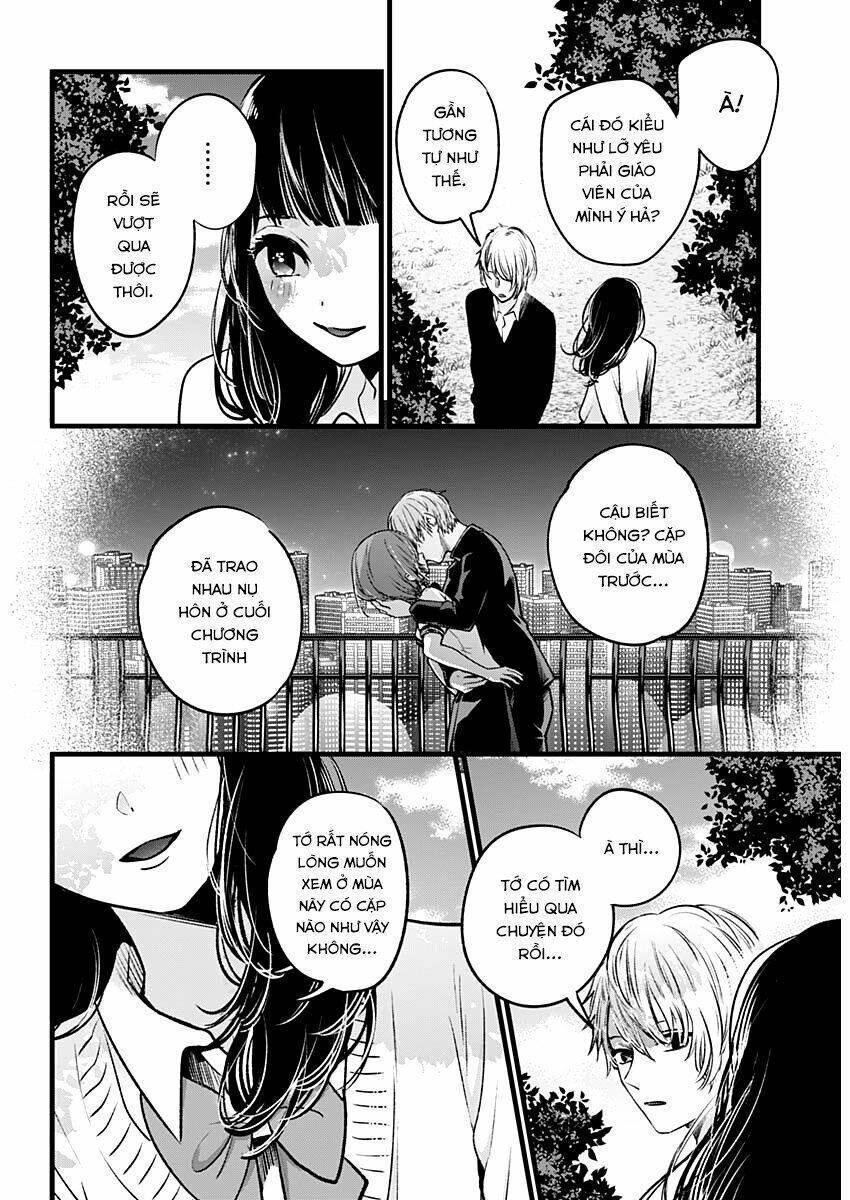 À!
CÁI ĐÓ KIỂU
NHƯ LỠ YÊU
PHẢI GIÁO
VIÊN CỦA
MÌNH Ý HẢ?
GẦN
TƯƠNG
TỰ NHƯ
THẾ.
......
RỒI SẼ
VƯỢT
QUA
ĐƯỢC
THÔI.
CẬU BIẾT
KHÔNG? CẶP
ĐÔI CỦA MÙA
TRƯỚC...
ĐÃ TRAO
NHAU NỤ
HÔN Ở CUỐI
CHƯƠNG
TRÌNH
À THÌ...
TỚ CÓ TÌM
HIỂU QUA
CHUYỆN ĐÓ
RỒI...
TỚ RẤT NÓNG
LÒNG MUỐN
XEM Ở MÙA
NÀY CÓ CẶP
NÀO NHƯ VẬY
KHÔNG...